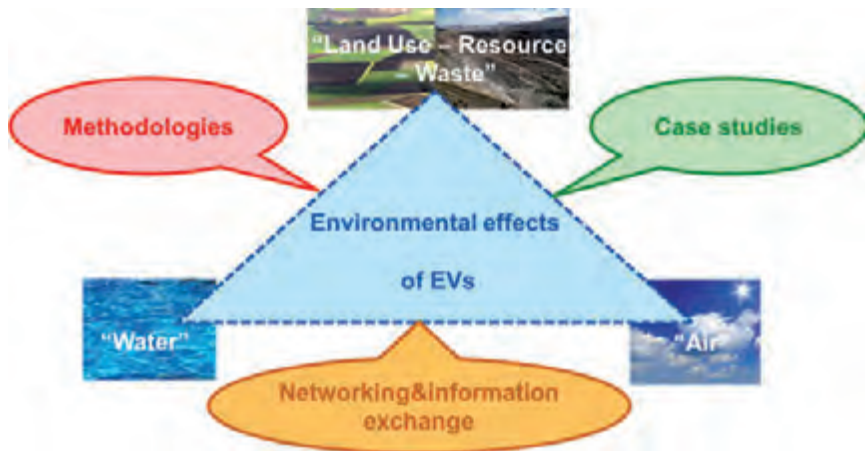 “Land Use – Resource
– Waste”
Methodologies
Case studies
Environmental effects
of EVs
“Water”
“Air
Networking&Information
exchange